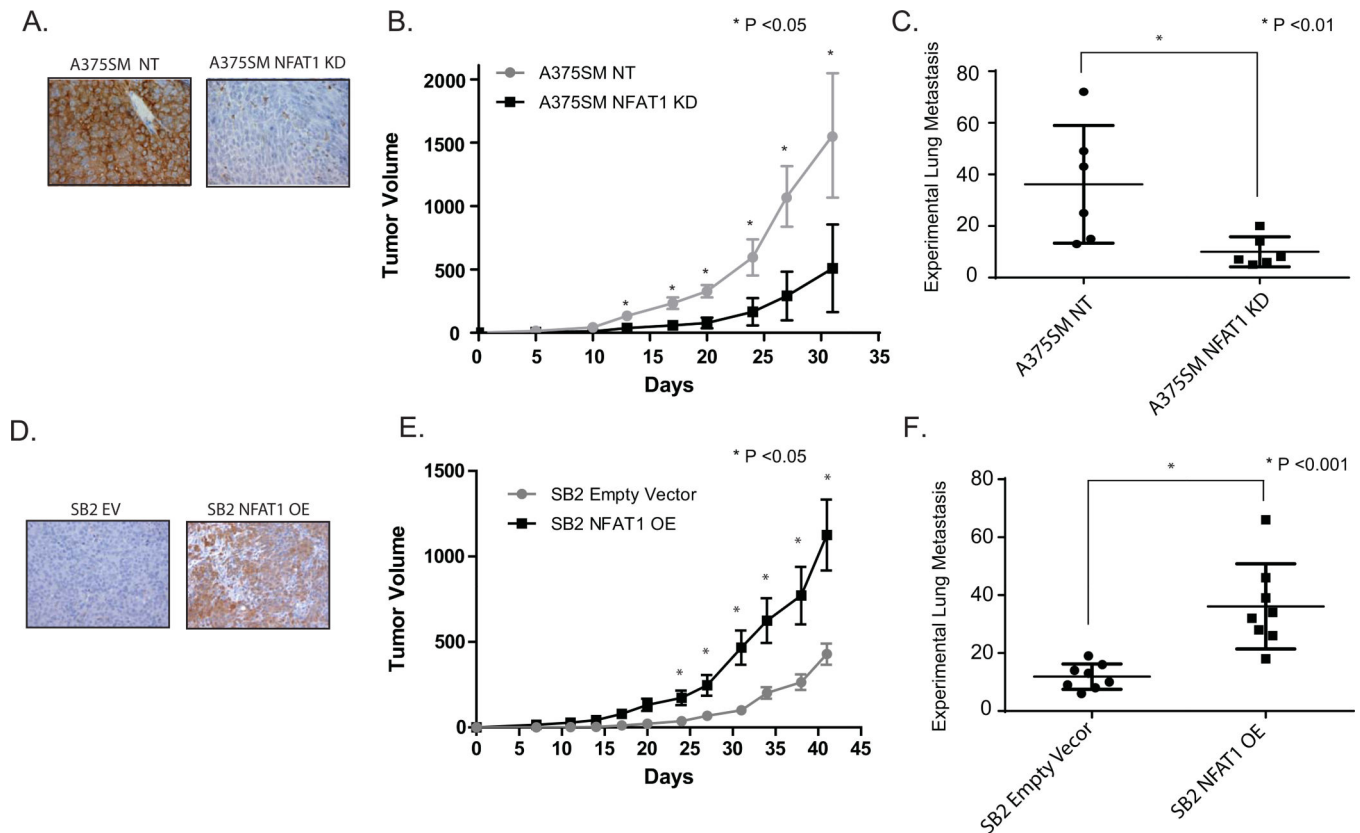 A.
A375SM NT
A375SM NFAT1 KD
B.
* P <0.05
A375SM NT
A375SM NFAT1 KD
Tumor Volume
2000
1500
1000
500
0
* * * * * *
0 5 10 15 20 25 30 35
Days
C.
* P <0.01
*
Experimental Lung Metastasis
80
60
40
20
0
A375SM NT
A375SM NFAT1 KD
D.
SB2 EV
SB2 NFAT1 OE
E.
* P <0.05
SB2 Empty Vector
SB2 NFAT1 OE
Tumor Volume
1500
1000
500
0
* * * * * *
0 5 10 15 20 25 30 35 40 45
Days
F.
* P <0.001
*
Experimental Lung Metastasis
80
60
40
20
0
SB2 Empty Vecor
SB2 NFAT1 OE